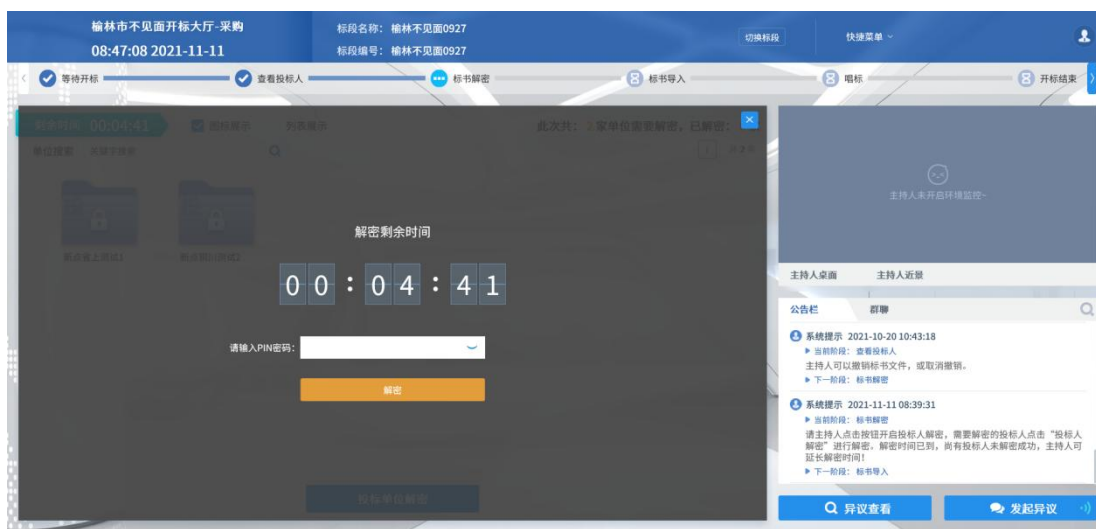 榆林市不见面开标大厅-采购
08:47:08 2021-11-11
标段名称： 榆林不见面0927
标段编号： 榆林不见面0927
切换标段
快捷菜单
等待开标
查看投标人
标书解密
标书导入
唱标
开标结束
剩余时间 00:04:41
图标展示
列表展示
此次共：
家单位需要解密，已解密：
单位搜索
关键字搜索
解密剩余时间
00:04:41
请输入PIN密码：
解密
投标单位解密
主持人未开启环境监控~
主持人桌面
主持人近景
公告栏
群聊
系统提示 2021-10-20 10:43:18
当前阶段： 查看投标人
主持人可以撤销标书文件，或取消撤销。
下一阶段： 标书解密
系统提示 2021-11-11 08:39:31
当前阶段： 标书解密
请主持人点击按钮开启投标人解密，需要解密的投标人点击“投标人
解密”进行解密。解密时间已到，尚有投标人未解密成功，主持人可
延长解密时间！
下一阶段： 标书导入
异议查看
发起异议